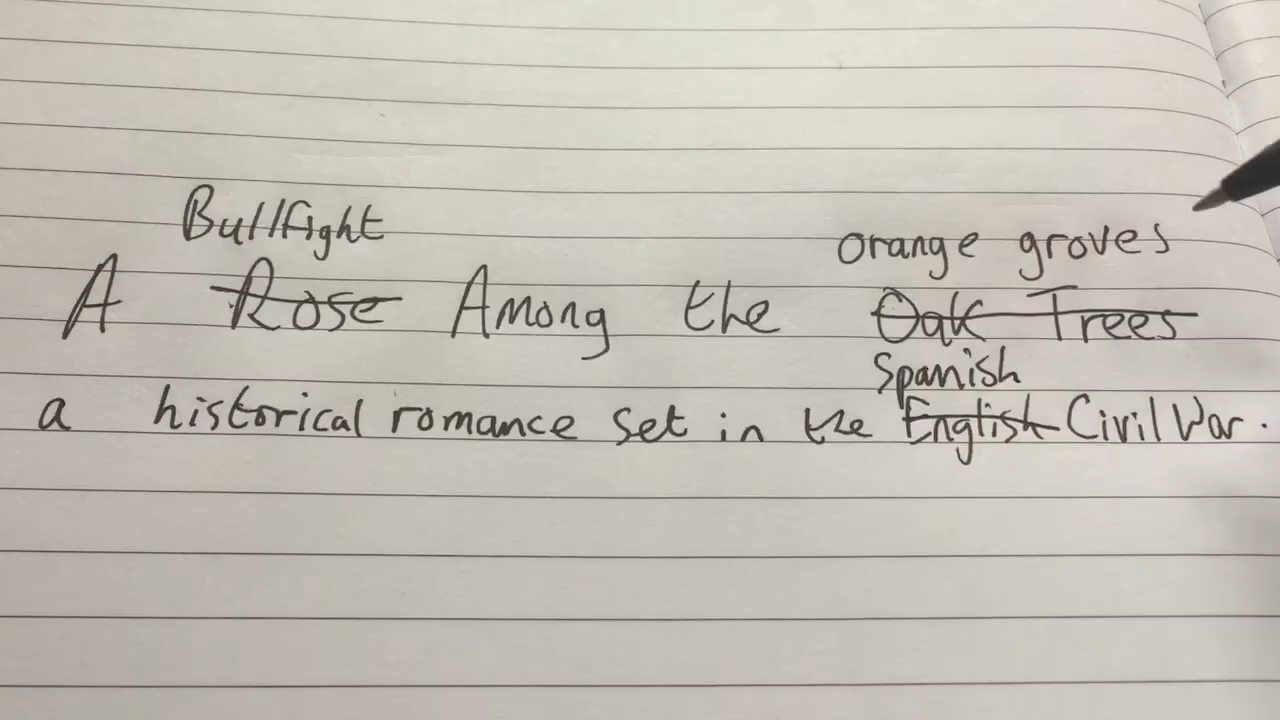 Bullfight orange groves
A Rose Among the Oak Trees
Spanish
a historical romance set in the English Civil War.